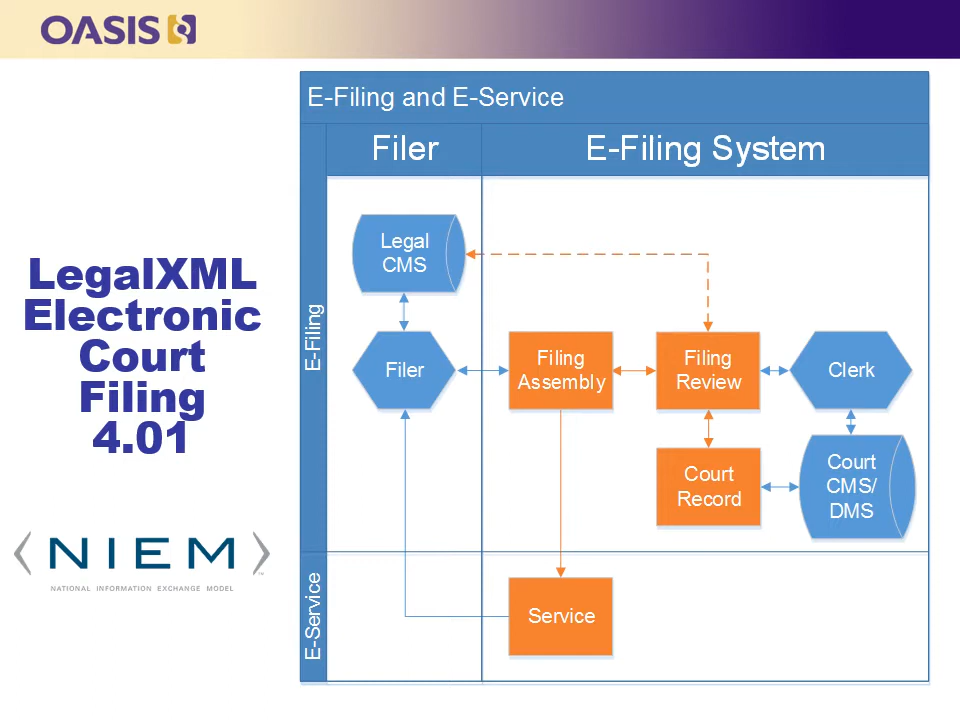 OASIS
LegalXML
Electronic
Court
Filing
4.01
NIEM
™
NATIONAL INFORMATION EXCHANGE MODEL
E-Filing and E-Service
Filer
E-Filing System
E-Filing
Legal
CMS
Filer
Filing
Assembly
Filing
Review
Clerk
Court
Record
Court
CMS/
DMS
E-Service
Service